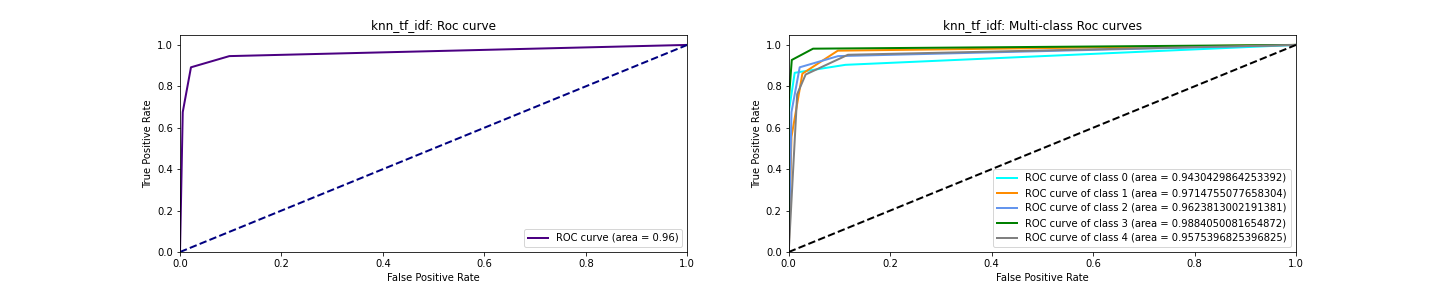 knn_tf_idf: Roc curve
1.0
0.8
0.6
0.4
0.2
0.0
True Positive Rate
ROC curve (area = 0.96)
0.0 0.2 0.4 0.6 0.8 1.0
False Positive Rate
knn_tf_idf: Multi-class Roc curves
1.0
0.8
0.6
0.4
0.2
0.0
True Positive Rate
ROC curve of class 0 (area = 0.9430429864253392)
ROC curve of class 1 (area = 0.9714755077658304)
ROC curve of class 2 (area = 0.9623813002191381)
ROC curve of class 3 (area = 0.9884050081654872)
ROC curve of class 4 (area = 0.9575396825396825)
0.0 0.2 0.4 0.6 0.8 1.0
False Positive Rate